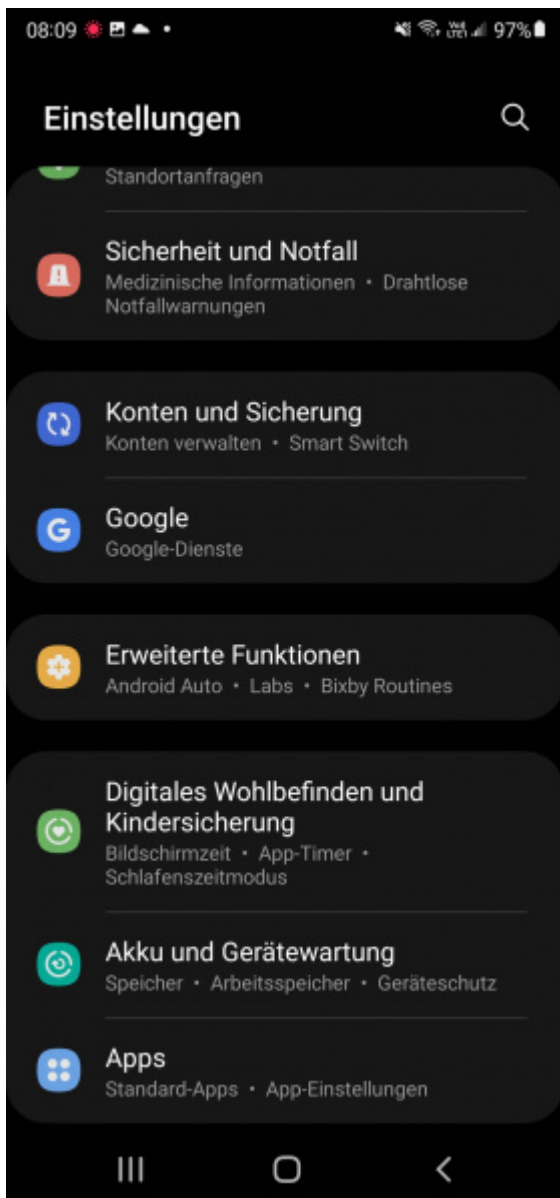 08:09 97%
Einstellungen
Standortanfragen
Sicherheit und Notfall
Medizinische Informationen • Drahtlose
Notfallwarnungen
Konten und Sicherung
Konten verwalten • Smart Switch
Google
Google-Dienste
Erweiterte Funktionen
Android Auto • Labs • Bixby Routines
Digitales Wohlbefinden und
Kindersicherung
Bildschirmzeit • App-Timer •
Schlafenszeitmodus
Akku und Gerätewartung
Speicher • Arbeitsspeicher • Geräteschutz
Apps
Standard-Apps • App-Einstellungen